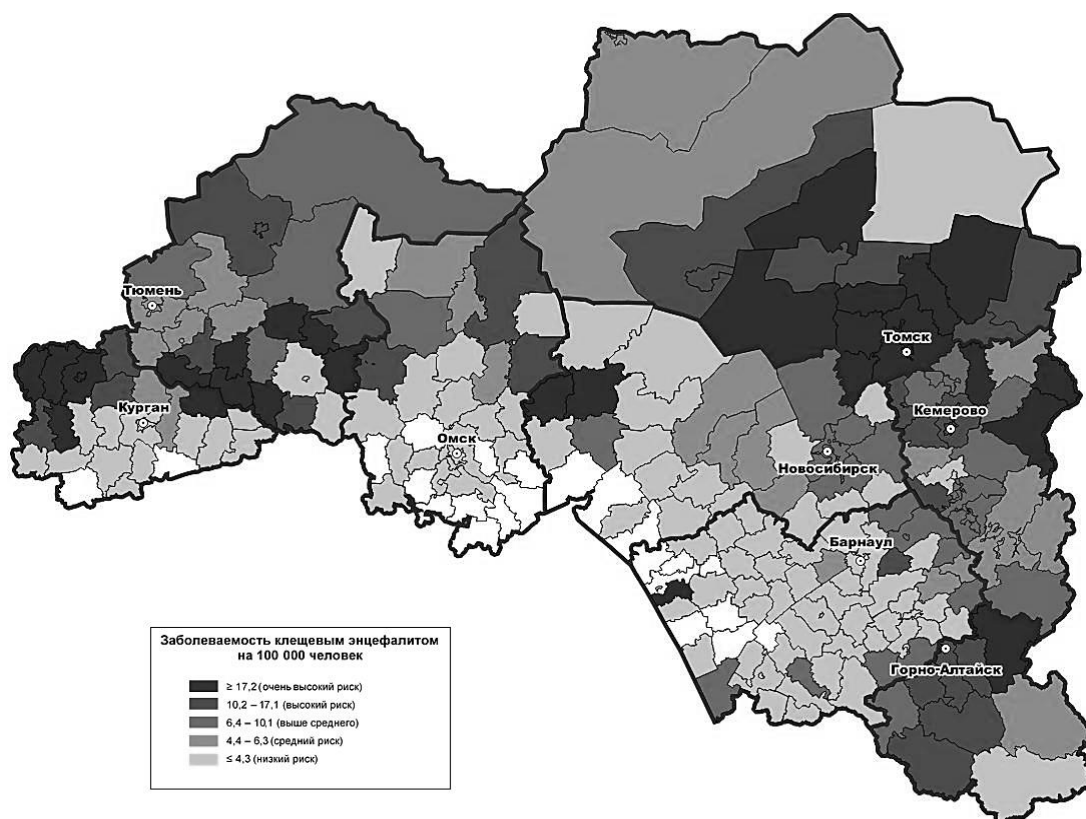 Тюмень
Томск
Курган
Кемерово
Омск
Новосибирск
Барнаул
Горно-Алтайск
Заболеваемость клещевым энцефалитом
на 100 000 человек
≥ 17,2 (очень высокий риск)
10,2 – 17,1 (высокий риск)
6,4 – 10,1 (выше среднего)
4,4 – 6,3 (средний риск)
≤ 4,3 (низкий риск)